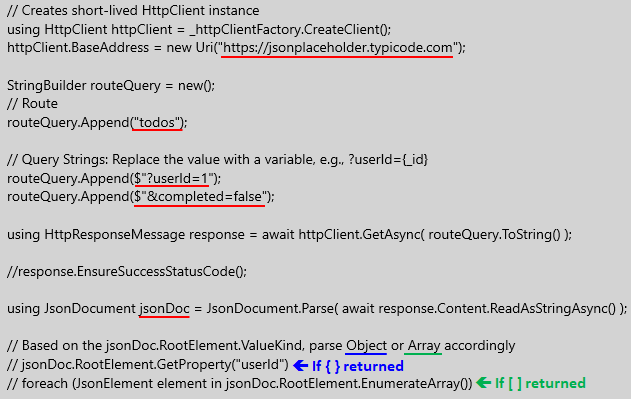 // Creates short-lived HttpClient instance
using HttpClient httpClient = _httpClientFactory.CreateClient();
httpClient.BaseAddress = new Uri("https://jsonplaceholder.typicode.com");
StringBuilder routeQuery = new();
// Route
routeQuery.Append("todos");
// Query Strings: Replace the value with a variable, e.g., ?userId={_id}
routeQuery.Append($"?userId=1");
routeQuery.Append($"&completed=false");
using HttpResponseMessage response = await httpClient.GetAsync( routeQuery.ToString() );
//response.EnsureSuccessStatusCode();
using JsonDocument jsonDoc = JsonDocument.Parse( await response.Content.ReadAsStringAsync() );
// Based on the jsonDoc.RootElement.ValueKind, parse Object or Array accordingly
// jsonDoc.RootElement.GetProperty("userId") ← If { } returned
// foreach (JsonElement element in jsonDoc.RootElement.EnumerateArray()) ← If [ ] returned